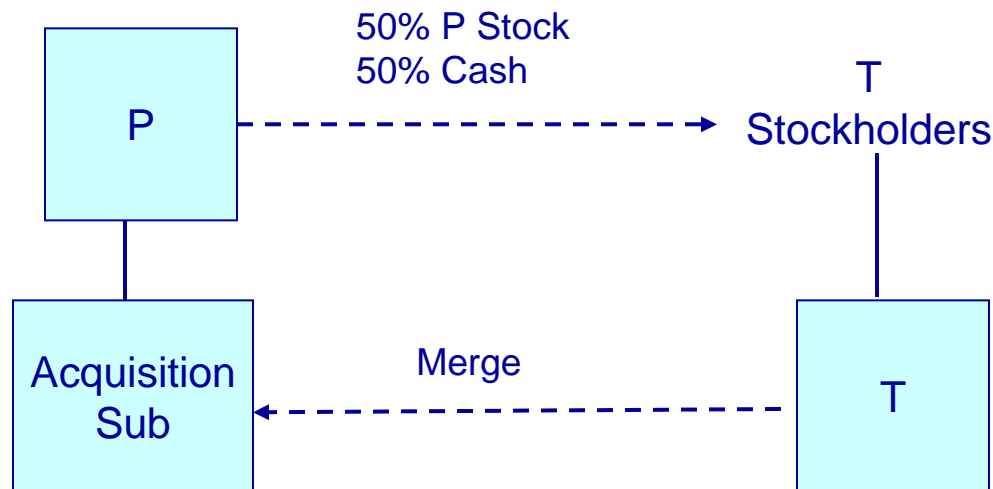 50% P Stock
50% Cash
P
T
Stockholders
Merge
Acquisition
Sub
T